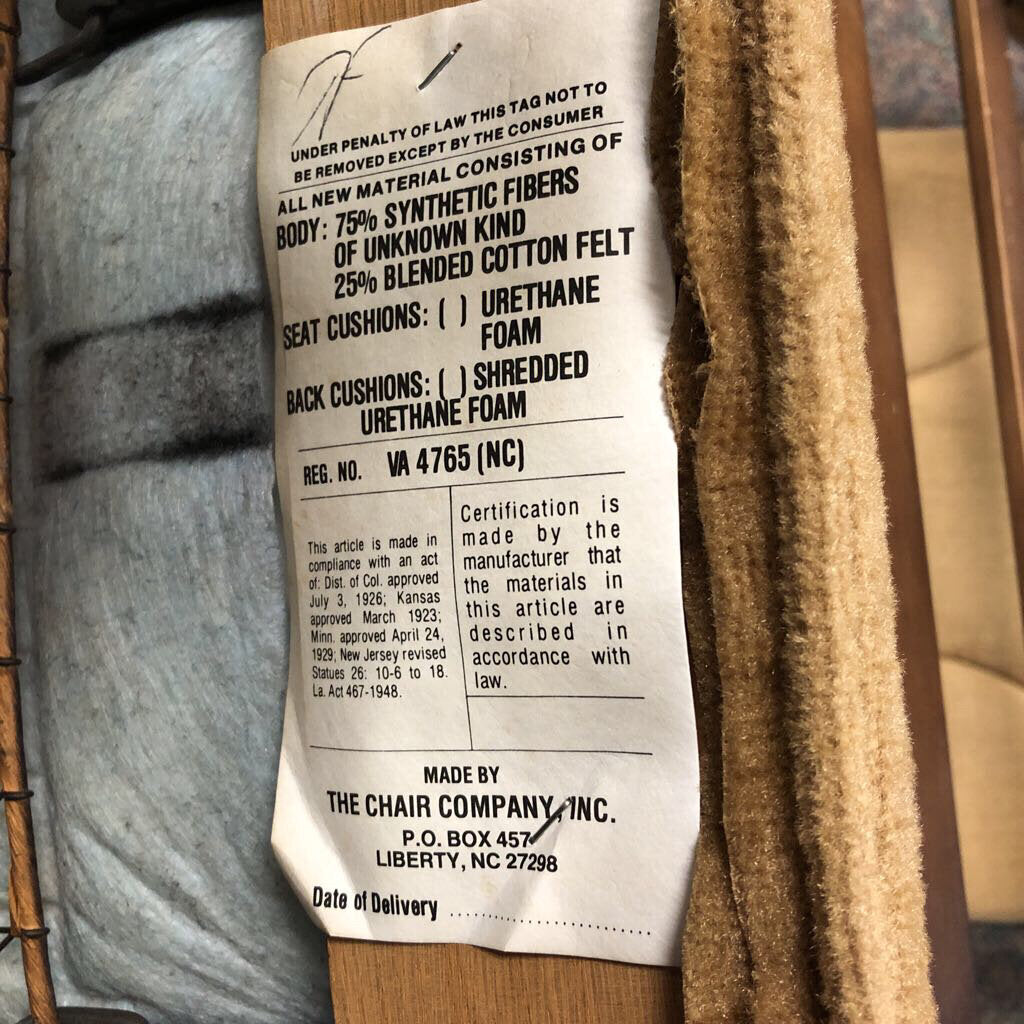 UNDER PENALTY OF LAW THIS TAG NOT TO
BE REMOVED EXCEPT BY THE CONSUMER
ALL NEW MATERIAL CONSISTING OF
BODY: 75% SYNTHETIC FIBERS
OF UNKNOWN KIND
25% BLENDED COTTON FELT
SEAT CUSHIONS: ( ) URETHANE
FOAM
BACK CUSHIONS: ( ) SHREDDED
URETHANE FOAM
REG. NO. VA 4765 (NC)
This article is made in
compliance with an act
of: Dist. of Col. approved
July 3, 1926; Kansas
approved March 1923;
Minn. approved April 24,
1929; New Jersey revised
Statues 26: 10-6 to 18.
La. Act 467-1948.
Certification is
made by the
manufacturer that
the materials in
this article are
described in
accordance with
law.
MADE BY
THE CHAIR COMPANY, INC.
P.O. BOX 457
LIBERTY, NC 27298
Date of Delivery ..............................